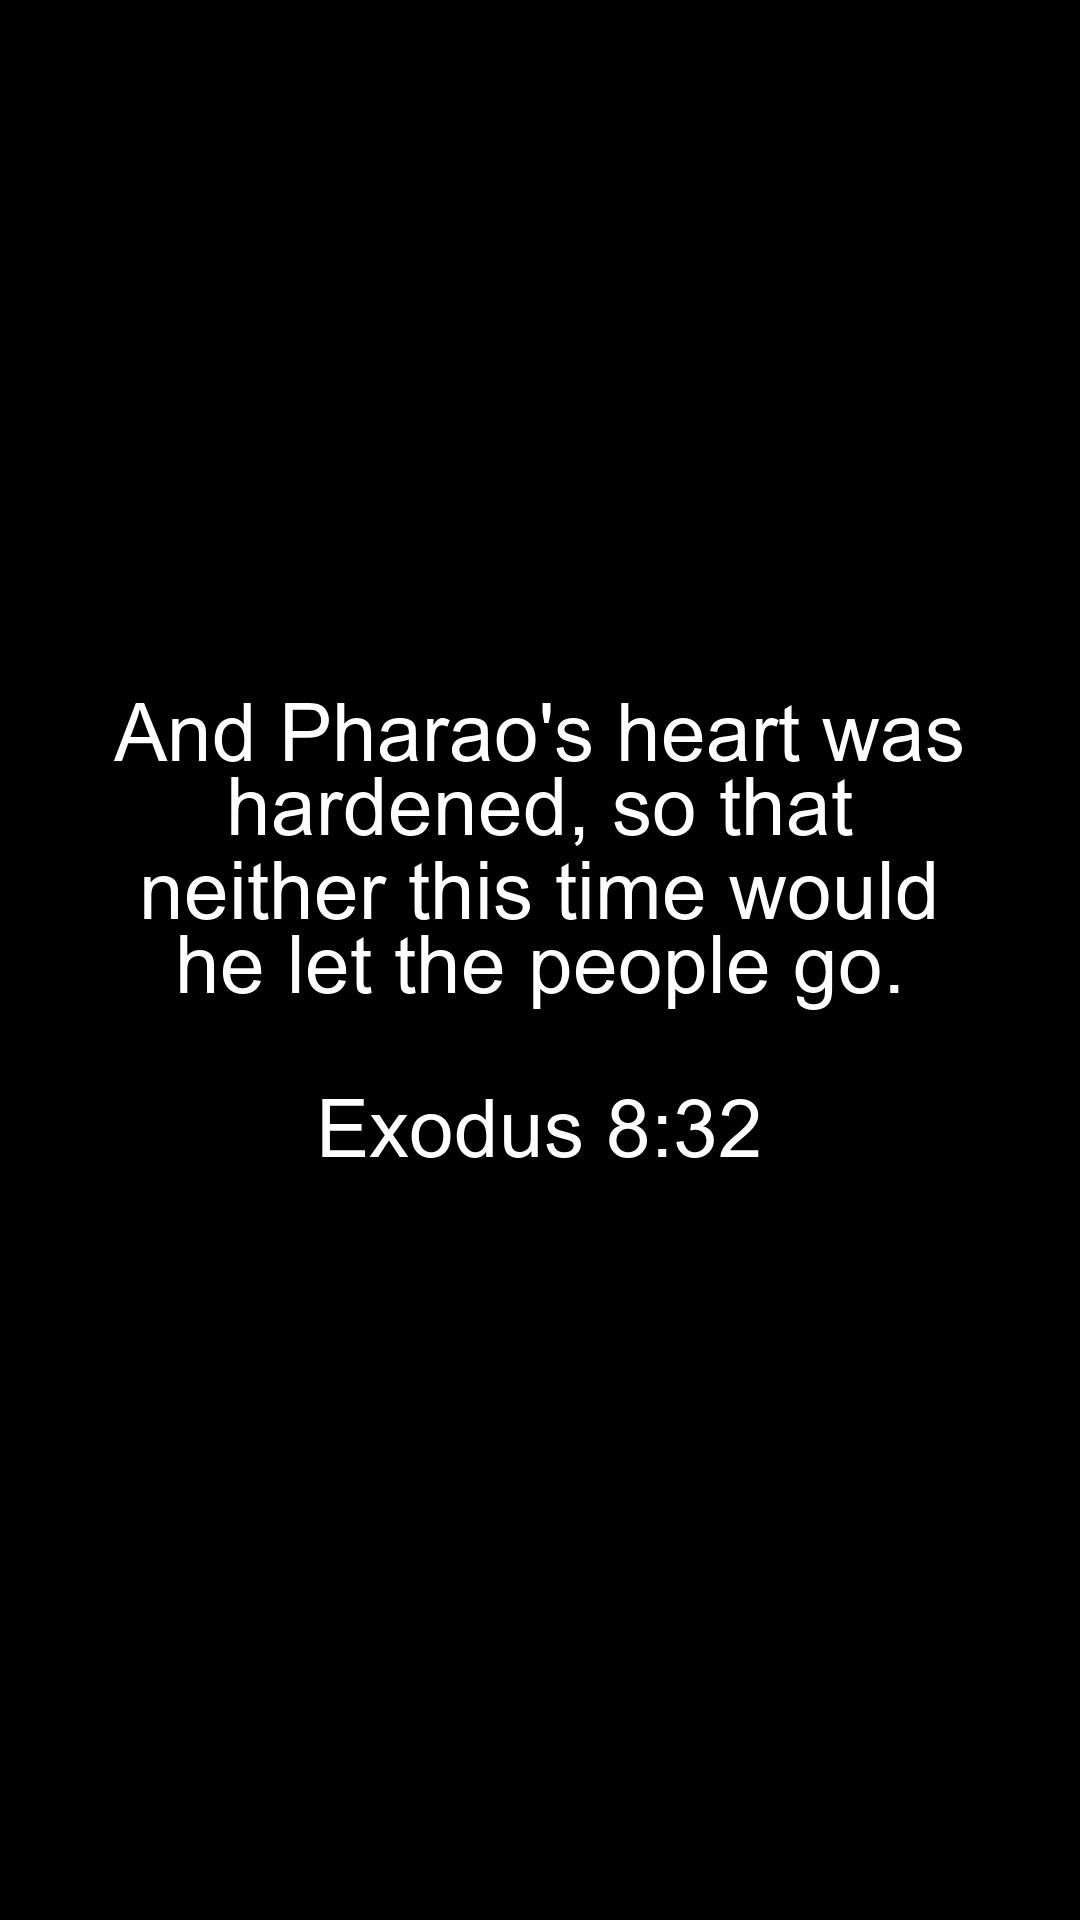 And Pharao's heart was
hardened, so that
neither this time would
he let the people go.
Exodus 8:32